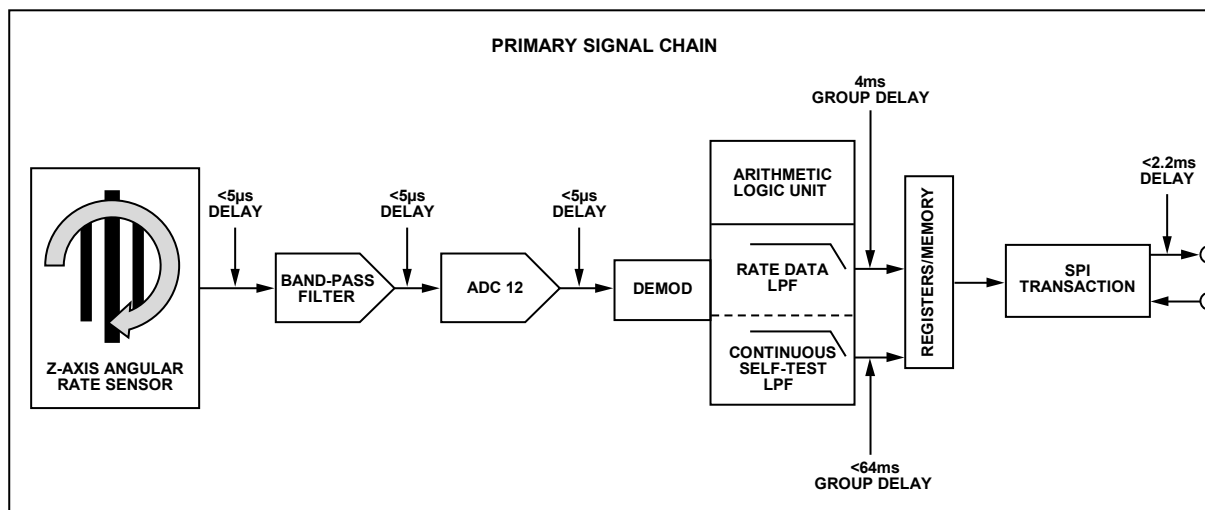 PRIMARY SIGNAL CHAIN
4ms
GROUP DELAY
<5µs
DELAY
<5µs
DELAY
<5µs
DELAY
ARITHMETIC
LOGIC UNIT
<2.2ms
DELAY
Z-AXIS ANGULAR
RATE SENSOR
BAND-PASS
FILTER
ADC 12
DEMOD
RATE DATA
LPF
CONTINUOUS
SELF-TEST
LPF
REGISTERS/MEMORY
SPI
TRANSACTION
<64ms
GROUP DELAY